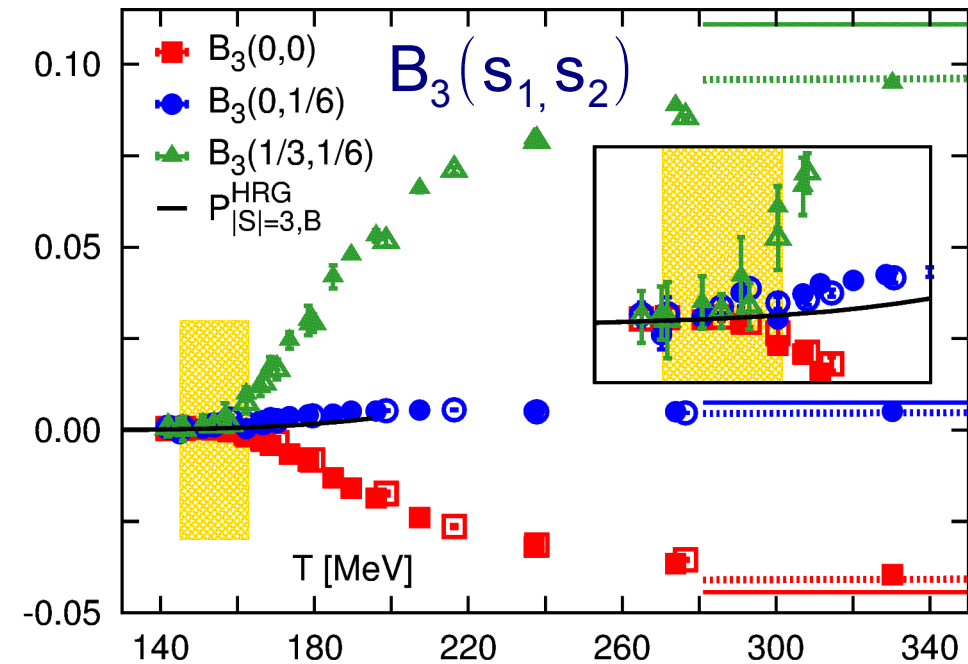 B₃(s₁, s₂)
B₃(0,0)
B₃(0,1/6)
B₃(1/3,1/6)
P^HRG_|S|=3,B
0.10
0.05
0.00
-0.05
T [MeV]
140 180 220 260 300 340